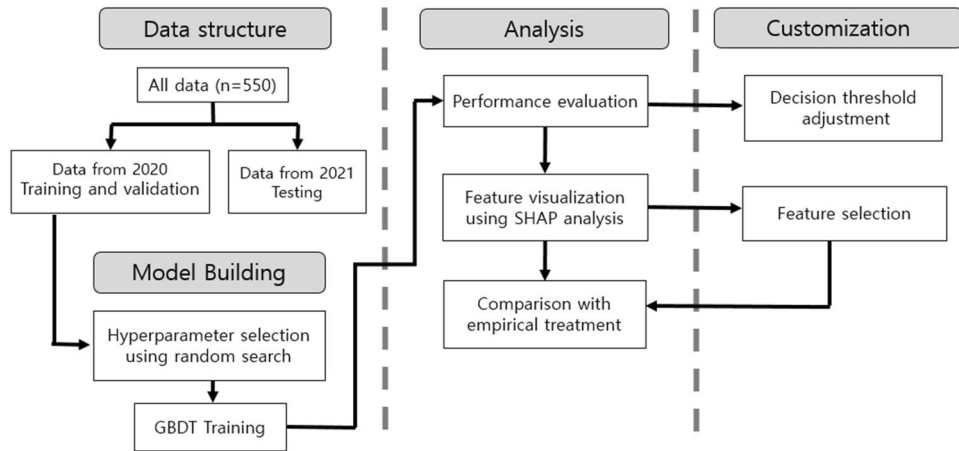 Data structure
All data (n=550)
Data from 2020
Training and validation
Data from 2021
Testing
Model Building
Hyperparameter selection
using random search
GBDT Training
Analysis
Performance evaluation
Feature visualization
using SHAP analysis
Comparison with
empirical treatment
Customization
Decision threshold
adjustment
Feature selection